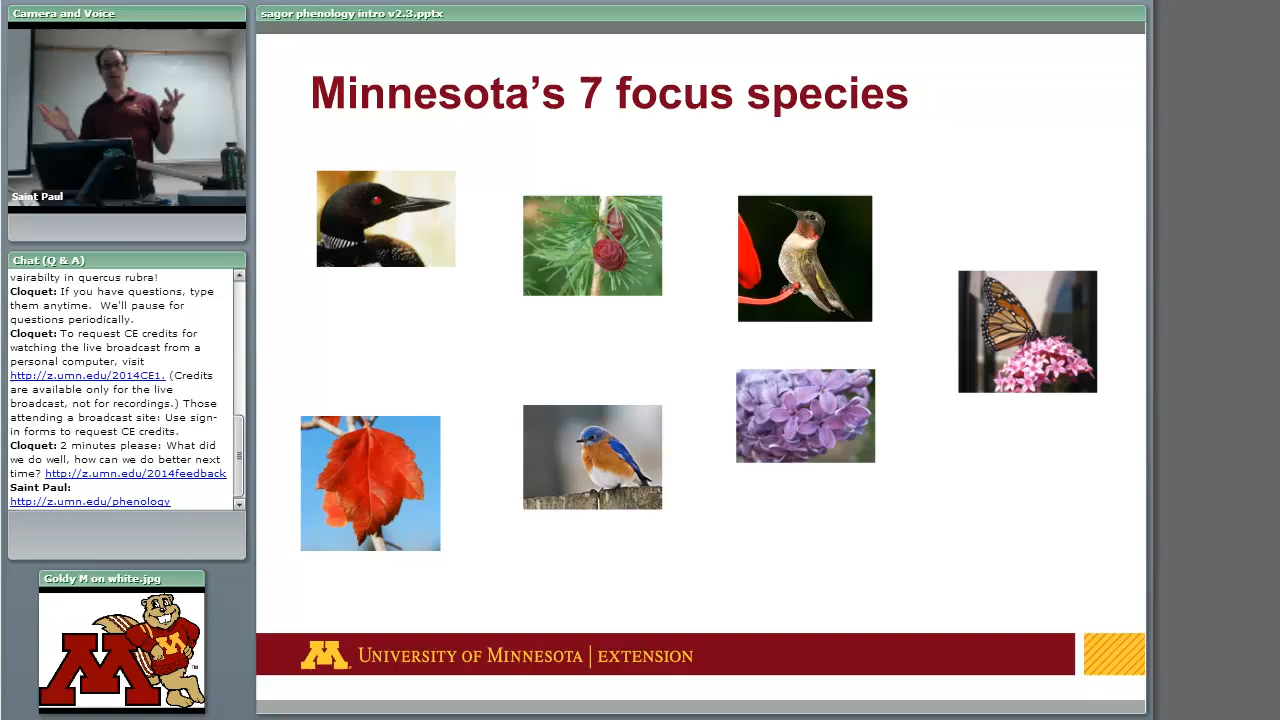 Camera and Voice
Saint Paul
Chat (Q & A)
vairabilty in quercus rubra!
Cloquet: If you have questions, type
them anytime.  We'll pause for
questions periodically.
Cloquet: To request CE credits for
watching the live broadcast from a
personal computer, visit
http://z.umn.edu/2014CE1. (Credits
are available only for the live
broadcast, not for recordings.) Those
attending a broadcast site: Use sign-
in forms to request CE credits.
Cloquet: 2 minutes please: What did
we do well, how can we do better next
time? http://z.umn.edu/2014feedback
Saint Paul:
http://z.umn.edu/phenology
Goldy M on white.jpg
M
M
TM
sagor phenology intro v2.3.pptx
Minnesota's 7 focus species
M UNIVERSITY OF MINNESOTA | EXTENSION